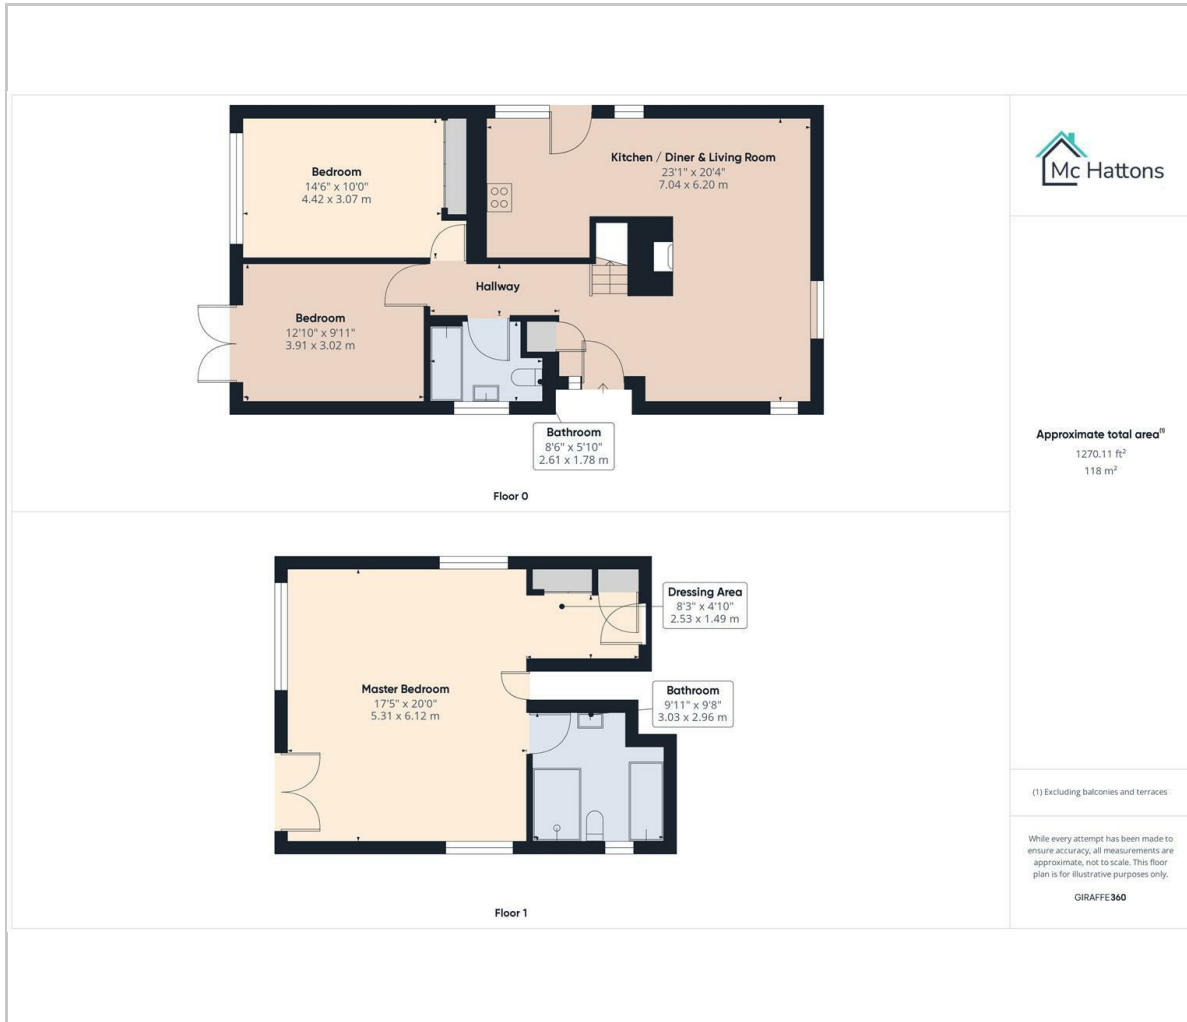 Bedroom
14'6" x 10'0"
4.42 x 3.07 m
Kitchen / Diner & Living Room
23'1" x 20'4"
7.04 x 6.20 m
Hallway
Bedroom
12'10" x 9'11"
3.91 x 3.02 m
Bathroom
8'6" x 5'10"
2.61 x 1.78 m
Floor 0
Dressing Area
8'3" x 4'10"
2.53 x 1.49 m
Master Bedroom
17'5" x 20'0"
5.31 x 6.12 m
Bathroom
9'11" x 9'8"
3.03 x 2.96 m
Floor 1
Mc Hattons
Approximate total area(1)
1270.11 ft²
118 m²
(1) Excluding balconies and terraces
While every attempt has been made to
ensure accuracy, all measurements are
approximate, not to scale. This floor
plan is for illustrative purposes only.
GIRAFFE360